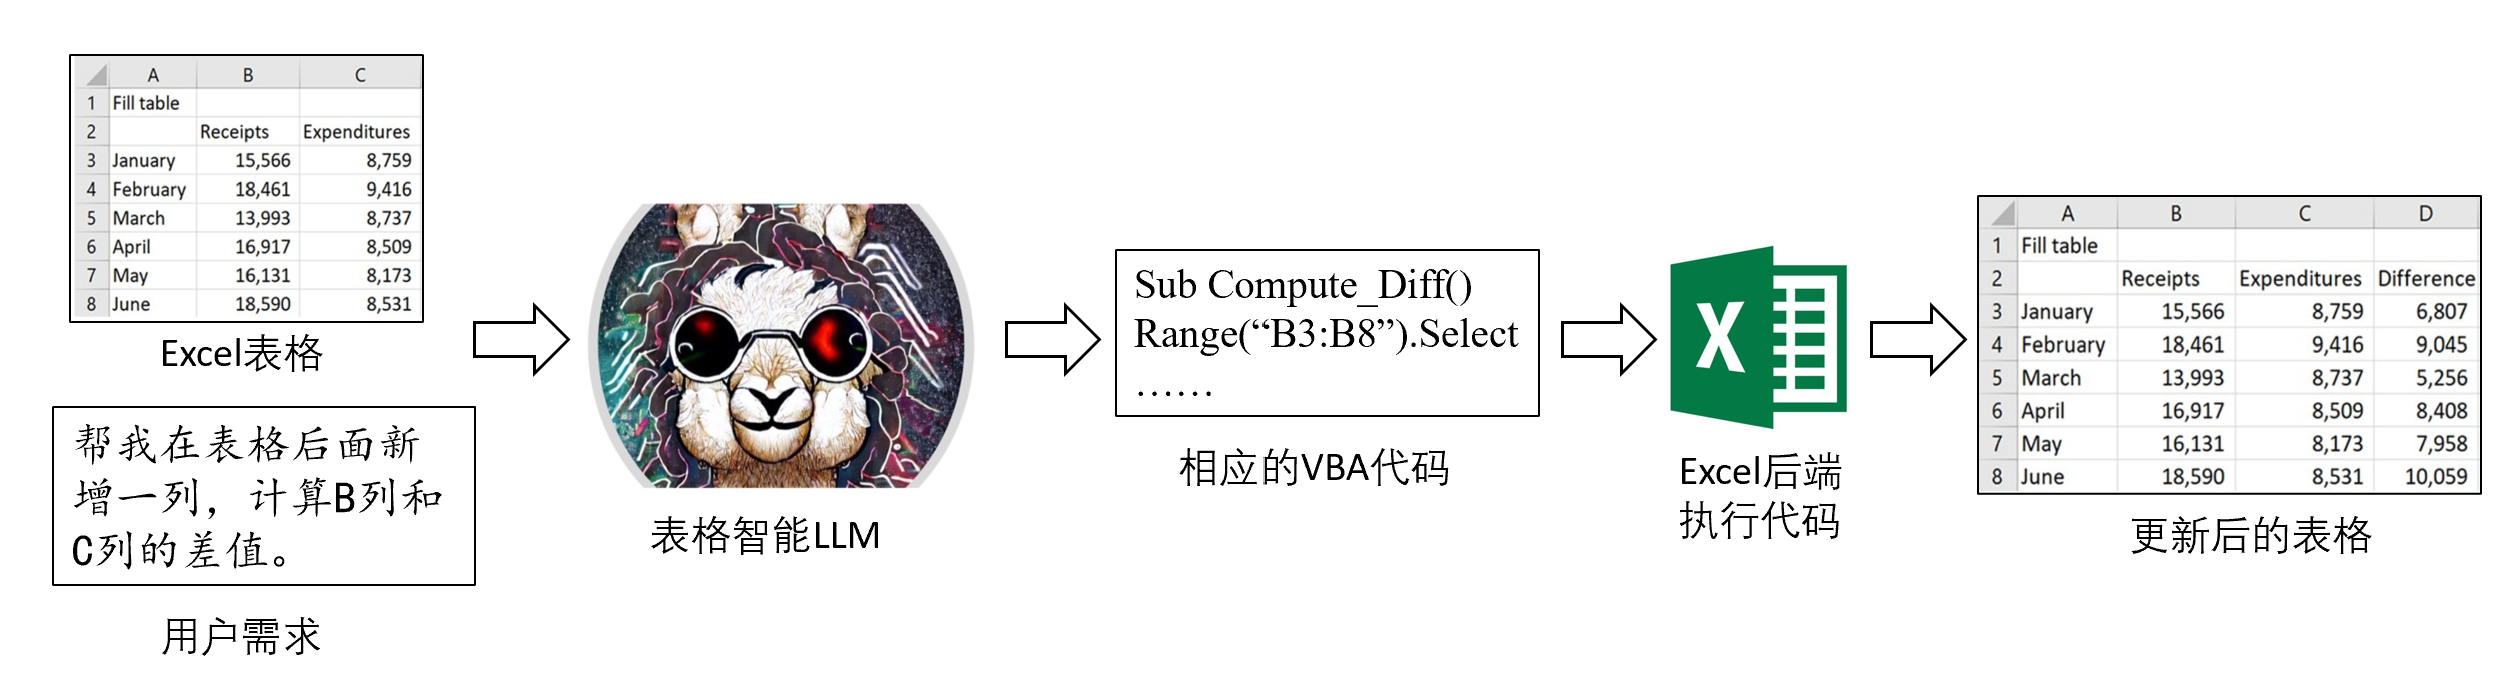 A B C
1 Fill table
2 Receipts Expenditures
3 January 15,566 8,759
4 February 18,461 9,416
5 March 13,993 8,737
6 April 16,917 8,509
7 May 16,131 8,173
8 June 18,590 8,531
Excel表格
帮我在表格后面新
增一列，计算B列和
C列的差值。
用户需求
表格智能LLM
Sub Compute_Diff()
Range(“B3:B8”).Select
……
相应的VBA代码
X
Excel后端
执行代码
A B C D
1 Fill table
2 Receipts Expenditures Difference
3 January 15,566 8,759 6,807
4 February 18,461 9,416 9,045
5 March 13,993 8,737 5,256
6 April 16,917 8,509 8,408
7 May 16,131 8,173 7,958
8 June 18,590 8,531 10,059
更新后的表格